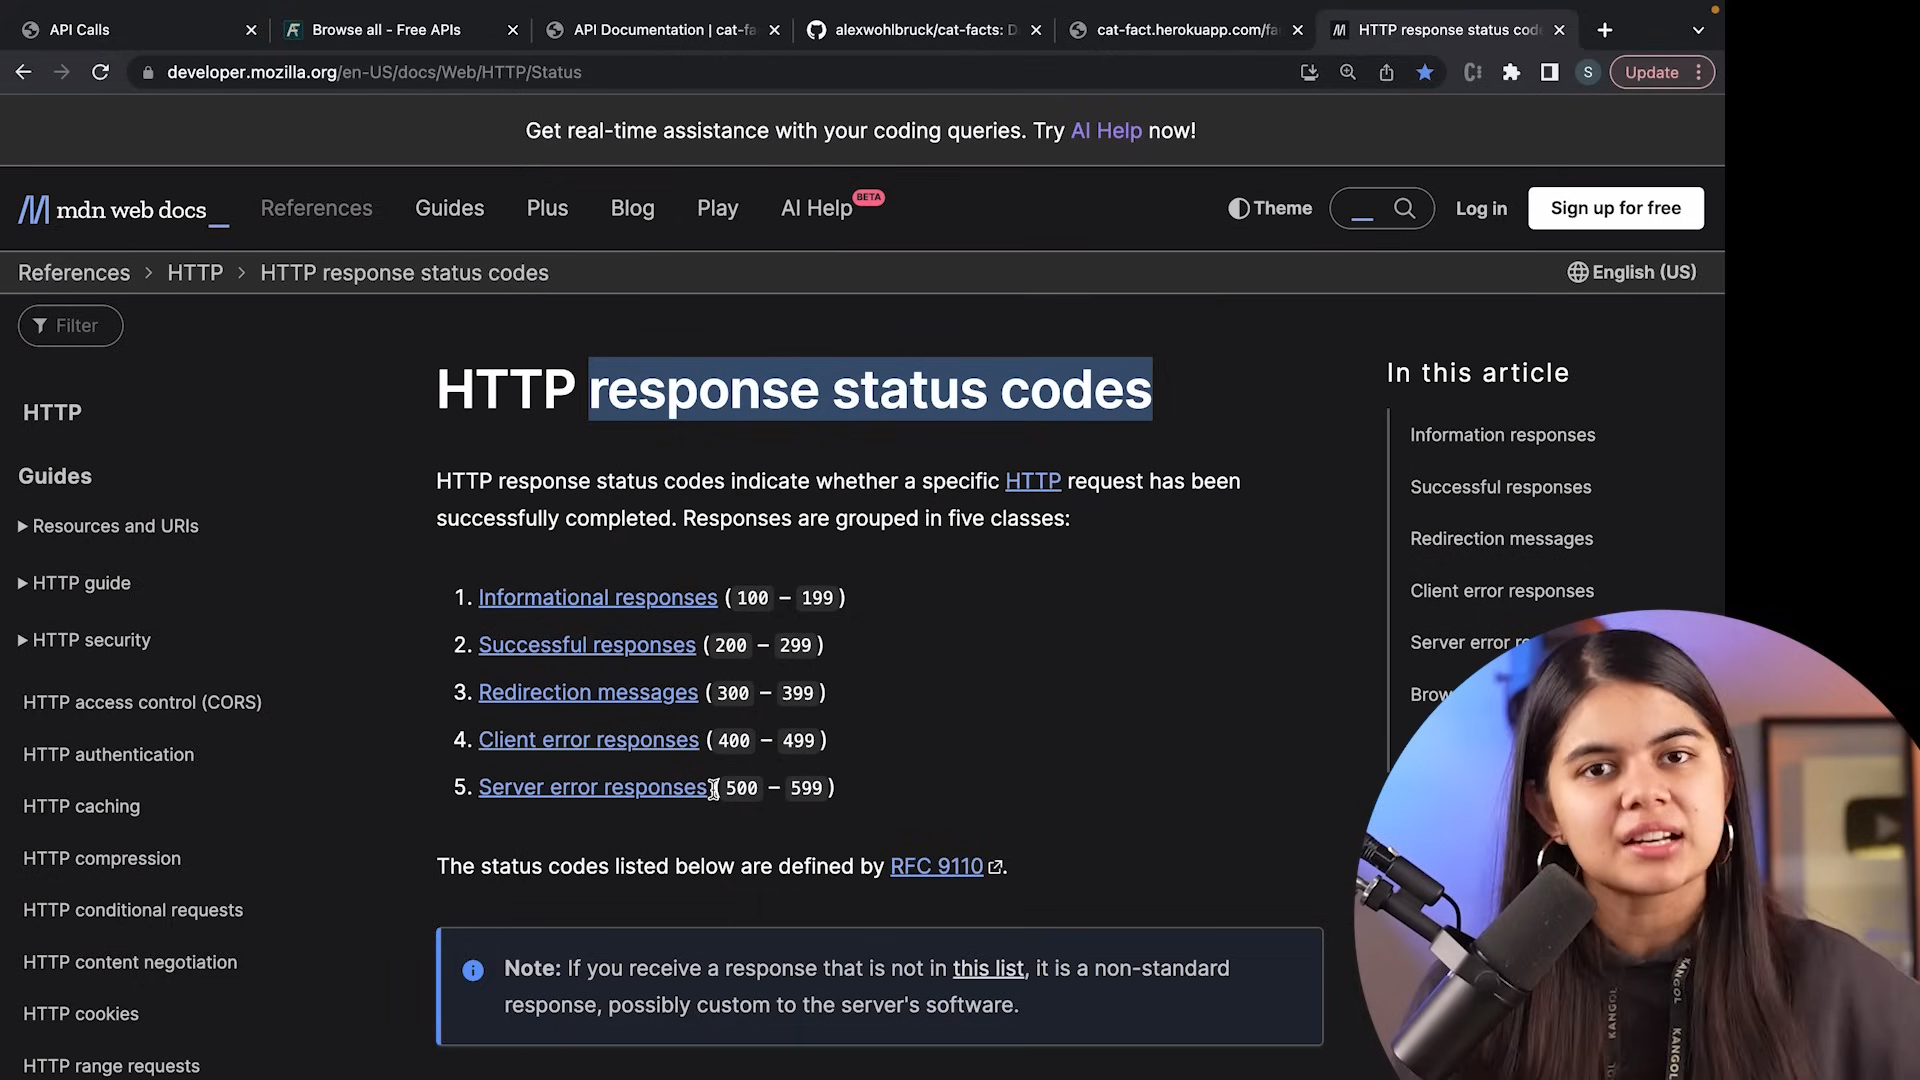 API Calls
Browse all - Free APIs
API Documentation | cat-fa
alexwohlbruck/cat-facts: D
cat-fact.herokuapp.com/fa
HTTP response status code
developer.mozilla.org/en-US/docs/Web/HTTP/Status
S
Update
Get real-time assistance with your coding queries. Try AI Help now!
mdn web docs_
References
Guides
Plus
Blog
Play
AI Help
BETA
Theme
Log in
Sign up for free
References > HTTP > HTTP response status codes
English (US)
Filter
HTTP
Guides
Resources and URIs
HTTP guide
HTTP security
HTTP access control (CORS)
HTTP authentication
HTTP caching
HTTP compression
HTTP conditional requests
HTTP content negotiation
HTTP cookies
HTTP range requests
HTTP response status codes
HTTP response status codes indicate whether a specific HTTP request has been
successfully completed. Responses are grouped in five classes:
1. Informational responses (100 – 199)
2. Successful responses (200 – 299)
3. Redirection messages (300 – 399)
4. Client error responses (400 – 499)
5. Server error responses (500 – 599)
The status codes listed below are defined by RFC 9110.
Note: If you receive a response that is not in this list, it is a non-standard
response, possibly custom to the server's software.
In this article
Information responses
Successful responses
Redirection messages
Client error responses
Server error re
Brow
KANGOL
KANGOL
KANGOL